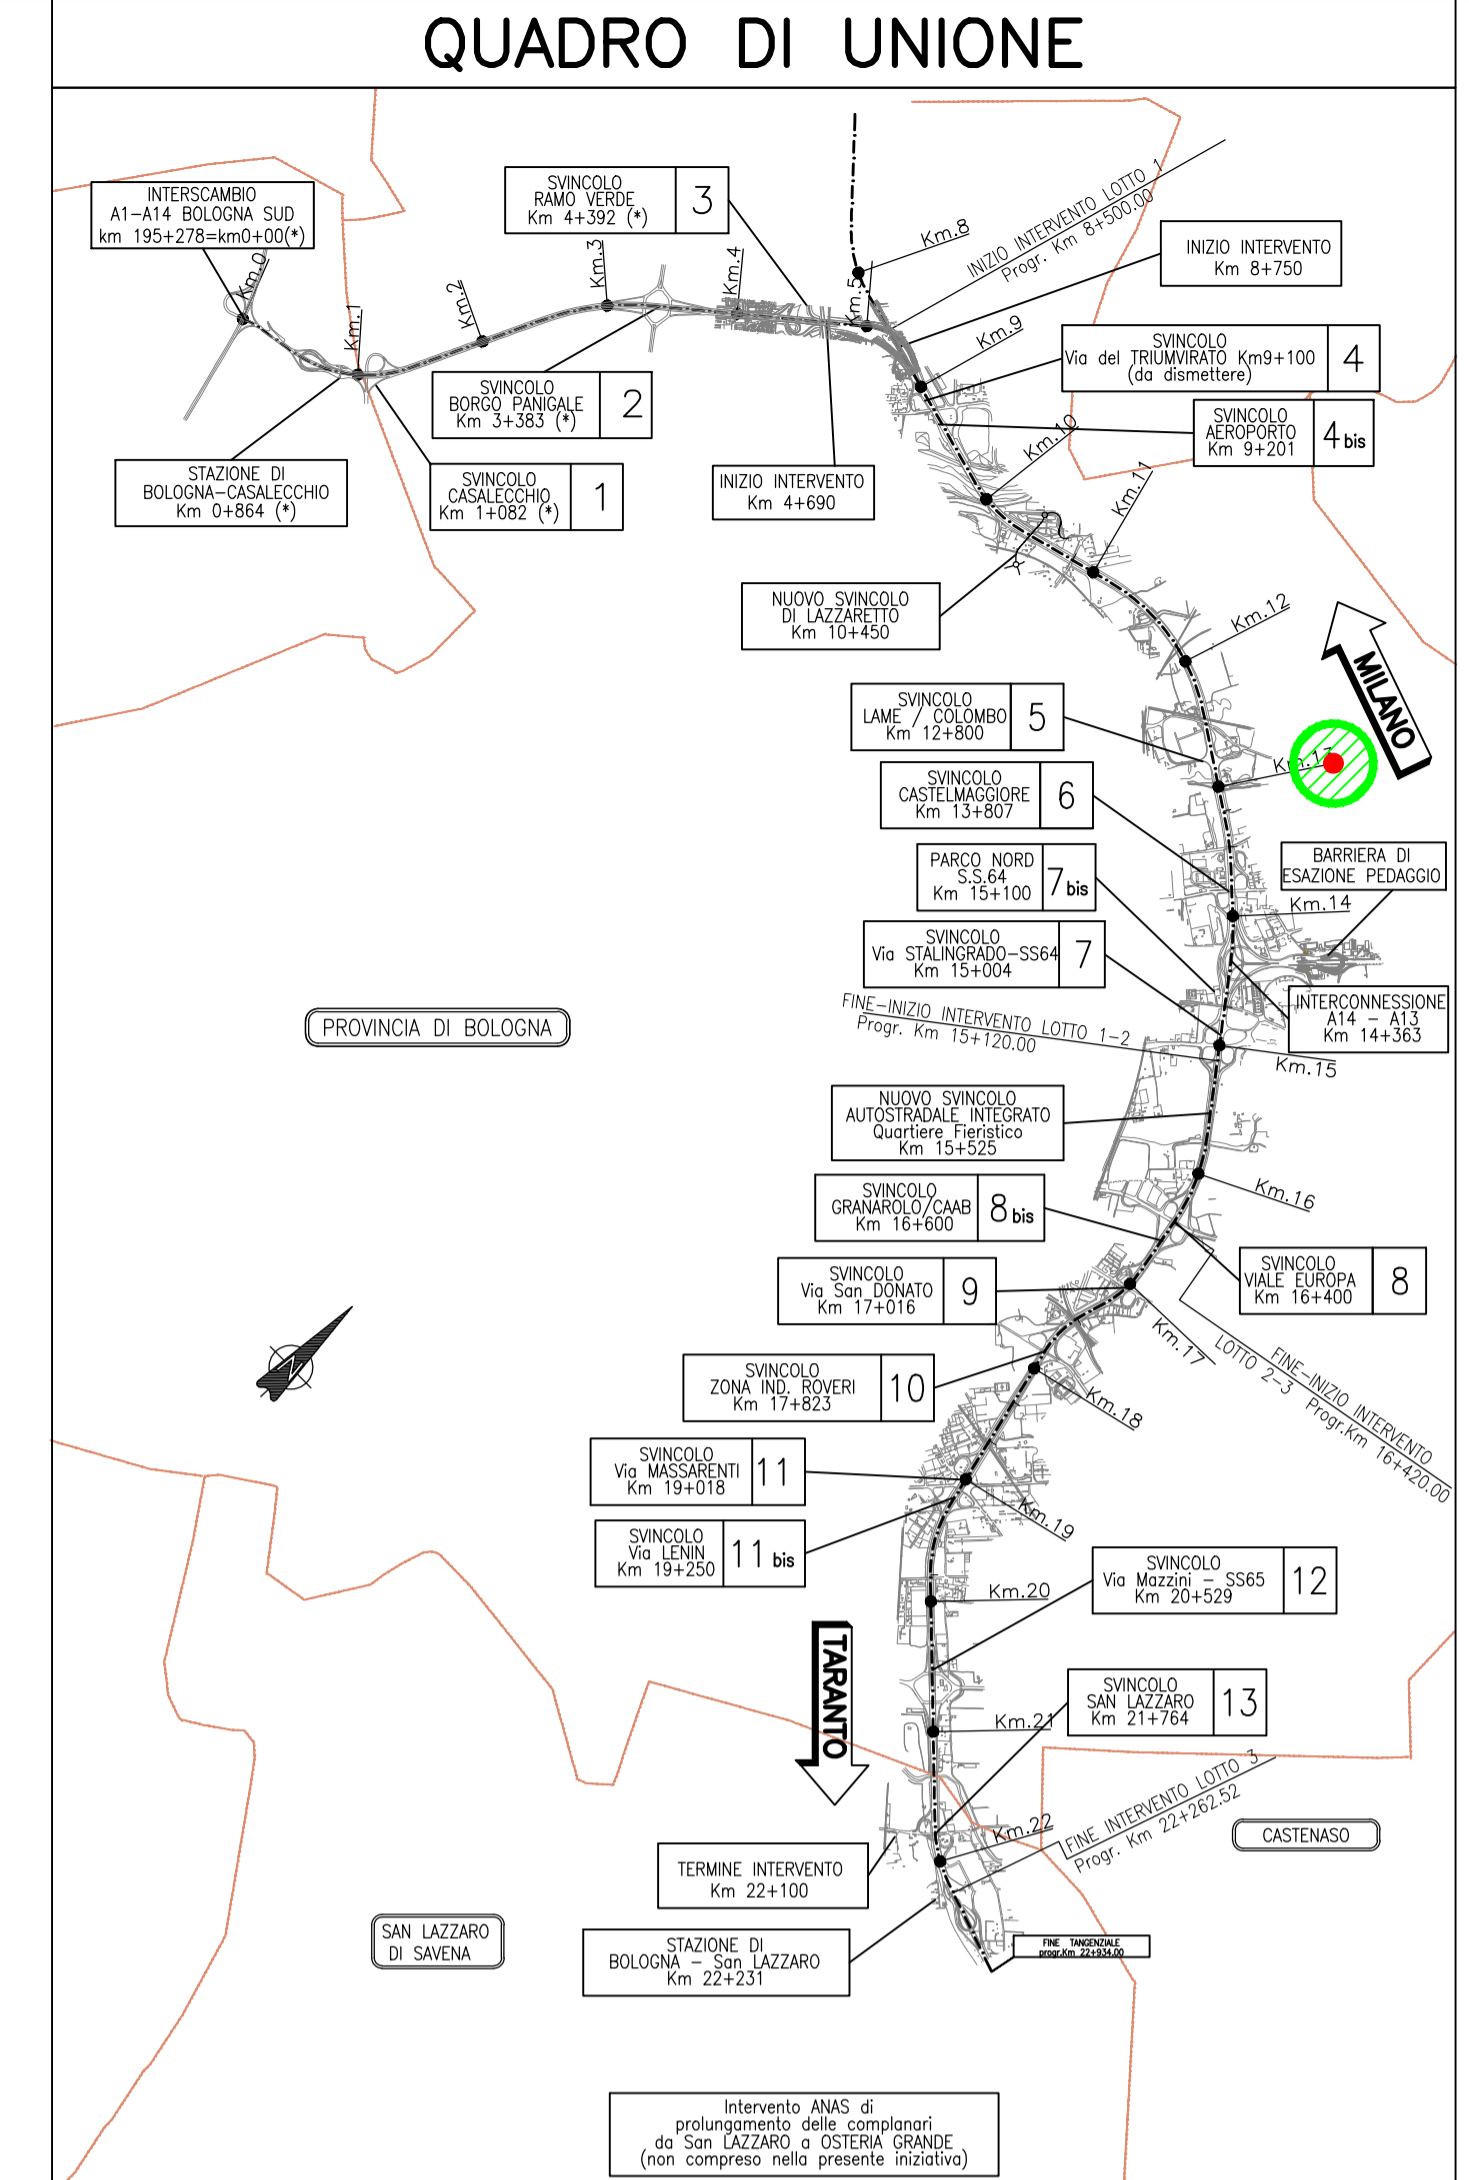 QUADRO DI UNIONE
INTERSCAMBIO
A1-A14 BOLOGNA SUD
km 195+278=km0+00(*)
SVINCOLO
RAMO VERDE
Km 4+392 (*)
3
Km.0
Km.1
Km.2
Km.3
Km.4
Km.5
Km.8
INIZIO INTERVENTO LOTTO 1
Progr. Km 8+500.00
INIZIO INTERVENTO
Km 8+750
Km.9
SVINCOLO
Via del TRIUMVIRATO Km9+100
(da dismettere)
4
SVINCOLO
BORGO PANIGALE
Km 3+383 (*)
2
SVINCOLO
AEROPORTO
Km 9+201
4 bis
STAZIONE DI
BOLOGNA-CASALECCHIO
Km 0+864 (*)
SVINCOLO
CASALECCHIO
Km 1+082 (*)
1
INIZIO INTERVENTO
Km 4+690
Km.10
Km.11
NUOVO SVINCOLO
DI LAZZARETTO
Km 10+450
Km.12
MILANO
SVINCOLO
LAME / COLOMBO
Km 12+800
5
SVINCOLO
CASTELMAGGIORE
Km 13+807
6
PARCO NORD
S.S.64
Km 15+100
7 bis
BARRIERA DI
ESAZIONE PEDAGGIO
Km.14
SVINCOLO
Via STALINGRADO-SS64
Km 15+004
7
FINE-INIZIO INTERVENTO LOTTO 1-2
Progr. Km 15+120.00
INTERCONNESSIONE
A14 - A13
Km 14+363
PROVINCIA DI BOLOGNA
Km.15
NUOVO SVINCOLO
AUTOSTRADALE INTEGRATO
Quartiere Fieristico
Km 15+525
Km.16
SVINCOLO
GRANAROLO/CAAB
Km 16+600
8 bis
SVINCOLO
Via San DONATO
Km 17+016
9
SVINCOLO
VIALE EUROPA
Km 16+400
8
Km.17
FINE-INIZIO INTERVENTO
LOTTO 2-3 Progr.Km 16+420.00
SVINCOLO
ZONA IND. ROVERI
Km 17+823
10
Km.18
SVINCOLO
Via MASSARENTI
Km 19+018
11
Km.19
SVINCOLO
Via LENIN
Km 19+250
11 bis
SVINCOLO
Via Mazzini - SS65
Km 20+529
12
Km.20
TARANTO
SVINCOLO
SAN LAZZARO
Km 21+764
13
Km.21
Km.22
FINE INTERVENTO LOTTO 3
Progr. Km 22+262.52
CASTENASO
TERMINE INTERVENTO
Km 22+100
SAN LAZZARO
DI SAVENA
STAZIONE DI
BOLOGNA - San LAZZARO
Km 22+231
FINE TANGENZIALE
progr.Km 22+934.00
Intervento ANAS di
prolungamento delle complanari
da San LAZZARO a OSTERIA GRANDE
(non compreso nella presente iniziativa)